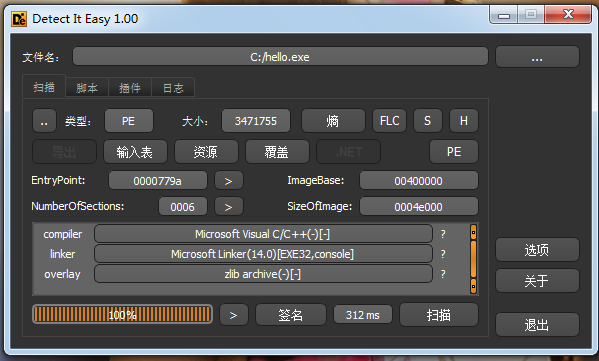 Detect It Easy 1.00
文件名: C:/hello.exe ...
扫描 脚本 插件 日志
.. 类型: PE 大小: 3471755 熵 FLC S H
导出 输入表 资源 覆盖 .NET PE
EntryPoint: 0000779a > ImageBase: 00400000
NumberOfSections: 0006 > SizeOfImage: 0004e000
compiler Microsoft Visual C/C++(-)[-] ?
linker Microsoft Linker(14.0)[EXE32,console] ?
overlay zlib archive(-)[-] ?
选项
关于
100% > 签名 312 ms 扫描
退出